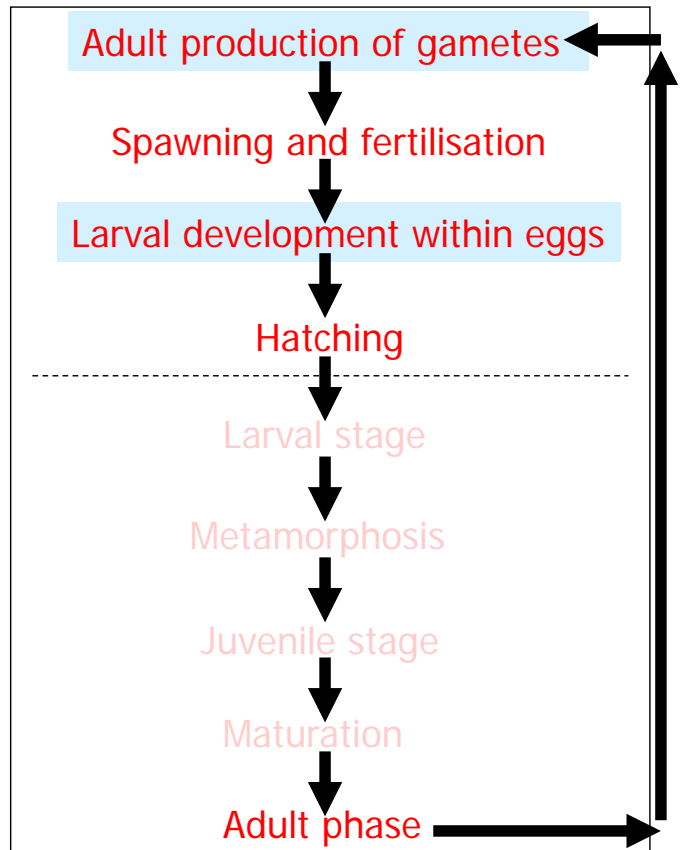 Adult production of gametes
Spawning and fertilisation
Larval development within eggs
Hatching
Larval stage
Metamorphosis
Juvenile stage
Maturation
Adult phase